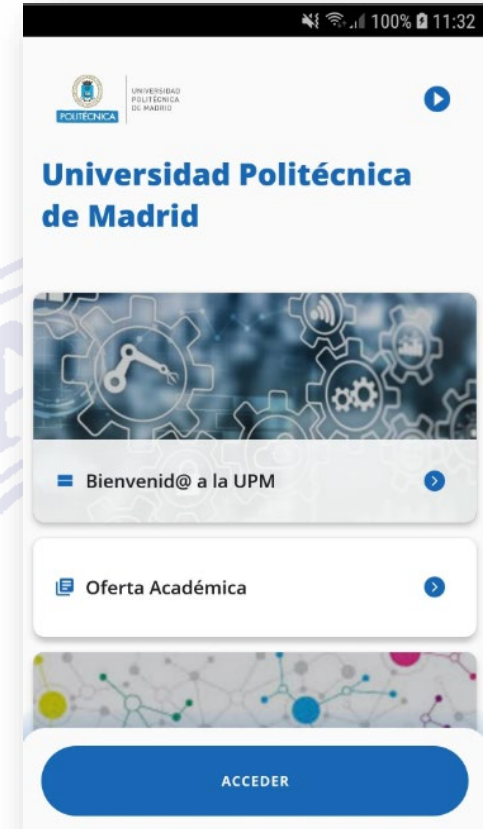 100% 11:32
UNIVERSIDAD
POLITÉCNICA
DE MADRID
POLITÉCNICA
Universidad Politécnica
de Madrid
Bienvenid@ a la UPM
Oferta Académica
ACCEDER